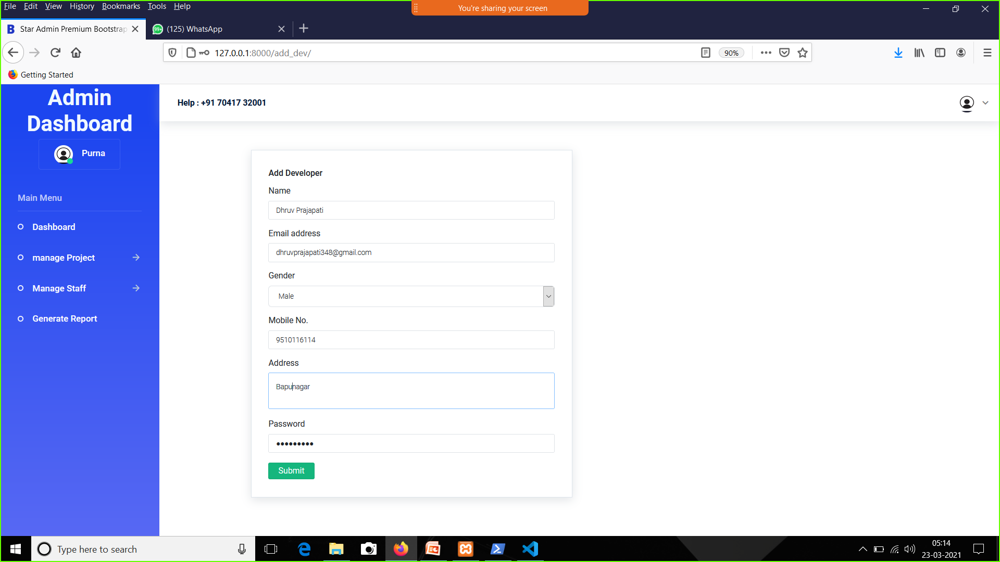 File Edit View History Bookmarks Tools Help
You're sharing your screen
Star Admin Premium Bootstrap
(125) WhatsApp
127.0.0.1:8000/add_dev/
90%
Getting Started
Admin
Dashboard
Purna
Main Menu
Dashboard
manage Project
Manage Staff
Generate Report
Help : +91 70417 32001
Add Developer
Name
Dhruv Prajapati
Email address
dhruvprajapati348@gmail.com
Gender
Male
Mobile No.
9510116114
Address
Bapunagar
Password
•••••••••
Submit
Type here to search
05:14
23-03-2021